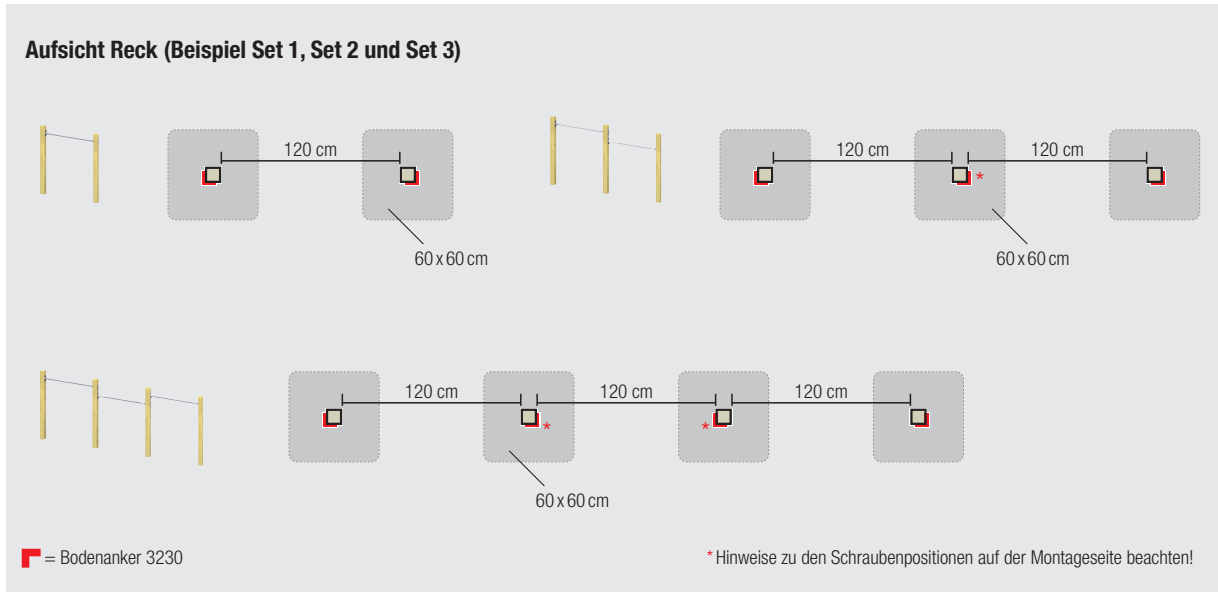 Aufsicht Reck (Beispiel Set 1, Set 2 und Set 3)
120 cm
60 x 60 cm
120 cm
120 cm
*
60 x 60 cm
120 cm
120 cm
120 cm
*
*
60 x 60 cm
= Bodenanker 3230
* Hinweise zu den Schraubenpositionen auf der Montageseite beachten!